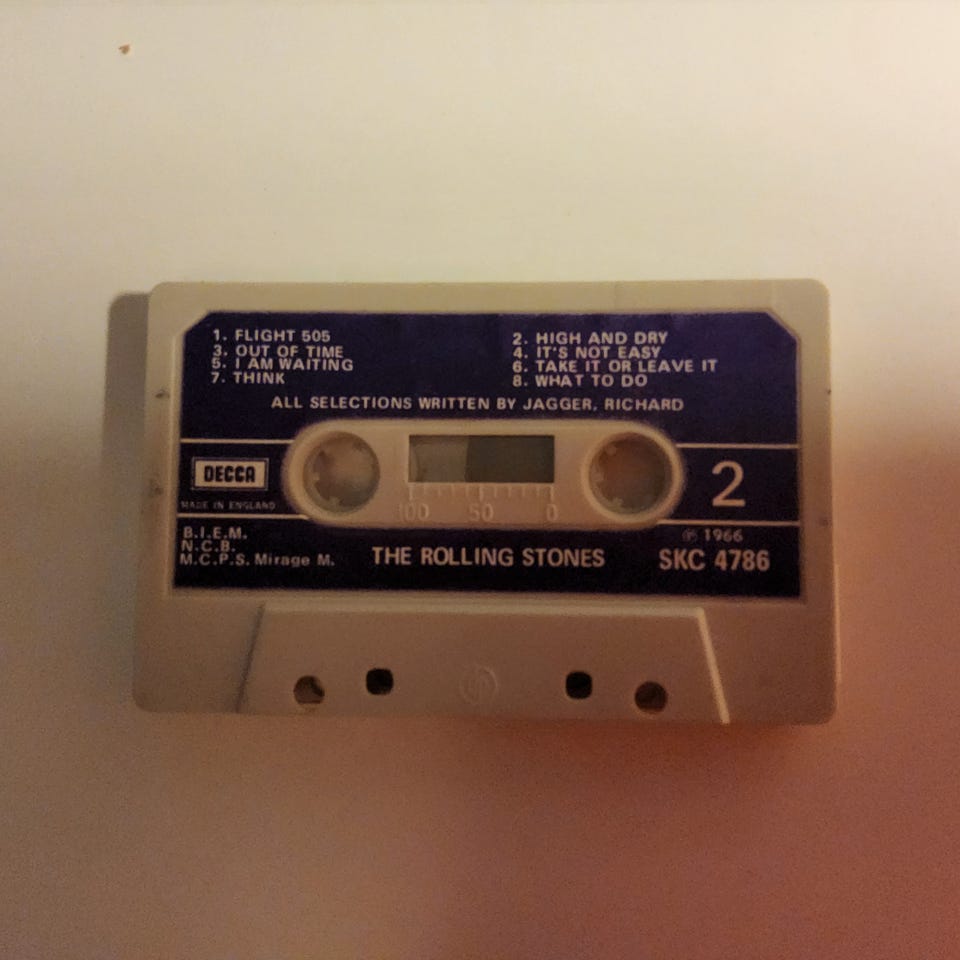 1. FLIGHT 505 2. HIGH AND DRY
3. OUT OF TIME 4. IT'S NOT EASY
5. I AM WAITING 6. TAKE IT OR LEAVE IT
7. THINK 8. WHAT TO DO
ALL SELECTIONS WRITTEN BY JAGGER, RICHARD
DECCA
MADE IN ENGLAND
2
100 50 0
B.I.E.M.
N.C.B.
M.C.P.S. Mirage M.
THE ROLLING STONES
℗ 1966
SKC 4786